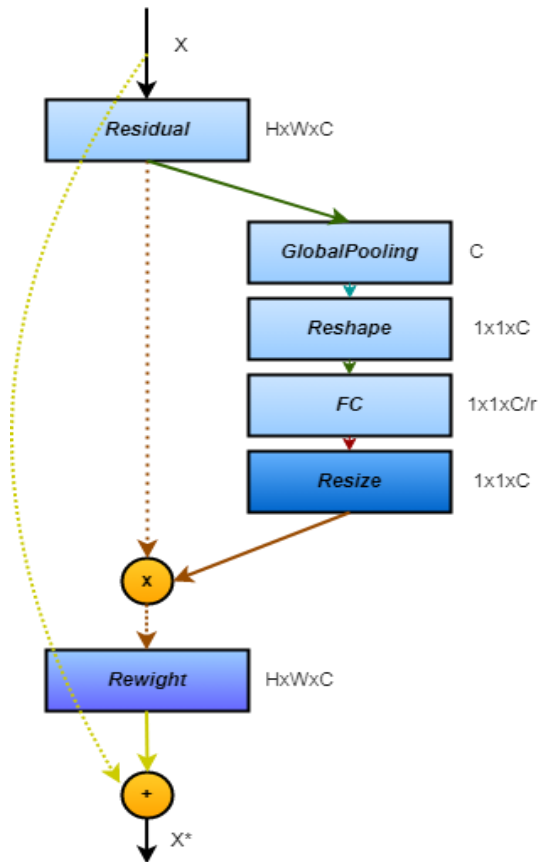 X
Residual HxWxC
GlobalPooling C
Reshape 1x1xC
FC 1x1xC/r
Resize 1x1xC
x
Rewight HxWxC
+
X*